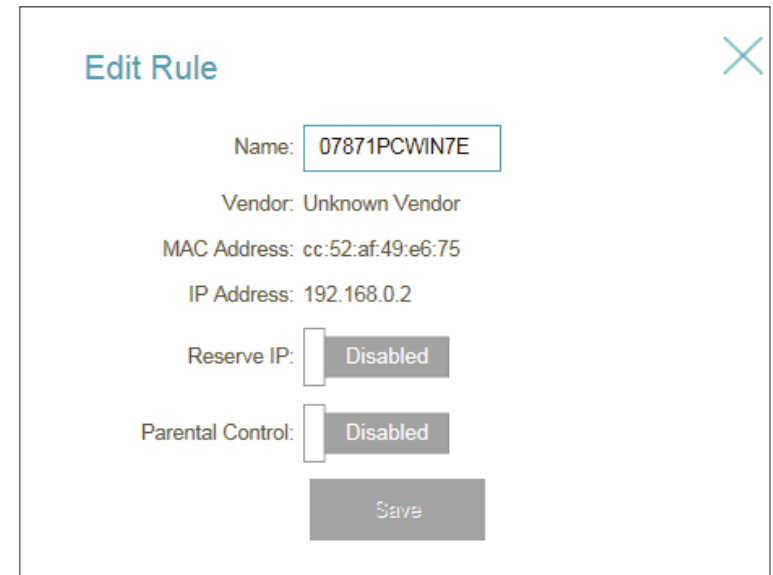 Edit Rule
Name: 07871PCWIN7E
Vendor: Unknown Vendor
MAC Address: cc:52:af:49:e6:75
IP Address: 192.168.0.2
Reserve IP: Disabled
Parental Control: Disabled
Save